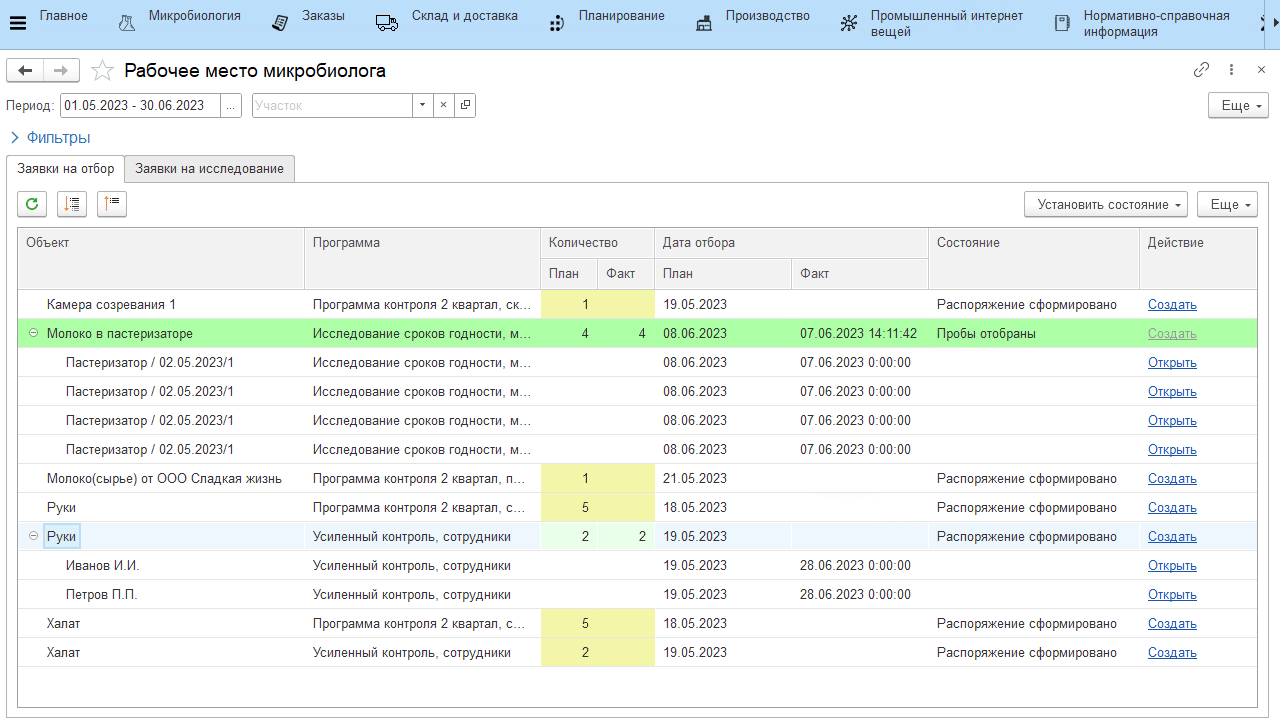 Главное Микробиология Заказы Склад и доставка Планирование Производство Промышленный интернет вещей Нормативно-справочная информация
Рабочее место микробиолога
Период: 01.05.2023 - 30.06.2023 ... Участок Еще
Фильтры
Заявки на отбор Заявки на исследование
Установить состояние Еще
Объект Программа Количество Дата отбора Состояние Действие
План Факт План Факт
Камера созревания 1 Программа контроля 2 квартал, ск... 1 19.05.2023 Распоряжение сформировано Создать
Молоко в пастеризаторе Исследование сроков годности, м... 4 4 08.06.2023 07.06.2023 14:11:42 Пробы отобраны Создать
Пастеризатор / 02.05.2023/1 Исследование сроков годности, м... 08.06.2023 07.06.2023 0:00:00 Открыть
Пастеризатор / 02.05.2023/1 Исследование сроков годности, м... 08.06.2023 07.06.2023 0:00:00 Открыть
Пастеризатор / 02.05.2023/1 Исследование сроков годности, м... 08.06.2023 07.06.2023 0:00:00 Открыть
Пастеризатор / 02.05.2023/1 Исследование сроков годности, м... 08.06.2023 07.06.2023 0:00:00 Открыть
Молоко(сырье) от ООО Сладкая жизнь Программа контроля 2 квартал, п... 1 21.05.2023 Распоряжение сформировано Создать
Руки Программа контроля 2 квартал, с... 5 18.05.2023 Распоряжение сформировано Создать
Руки Усиленный контроль, сотрудники 2 2 19.05.2023 Распоряжение сформировано Создать
Иванов И.И. Усиленный контроль, сотрудники 19.05.2023 28.06.2023 0:00:00 Открыть
Петров П.П. Усиленный контроль, сотрудники 19.05.2023 28.06.2023 0:00:00 Открыть
Халат Программа контроля 2 квартал, с... 5 18.05.2023 Распоряжение сформировано Создать
Халат Усиленный контроль, сотрудники 2 19.05.2023 Распоряжение сформировано Создать